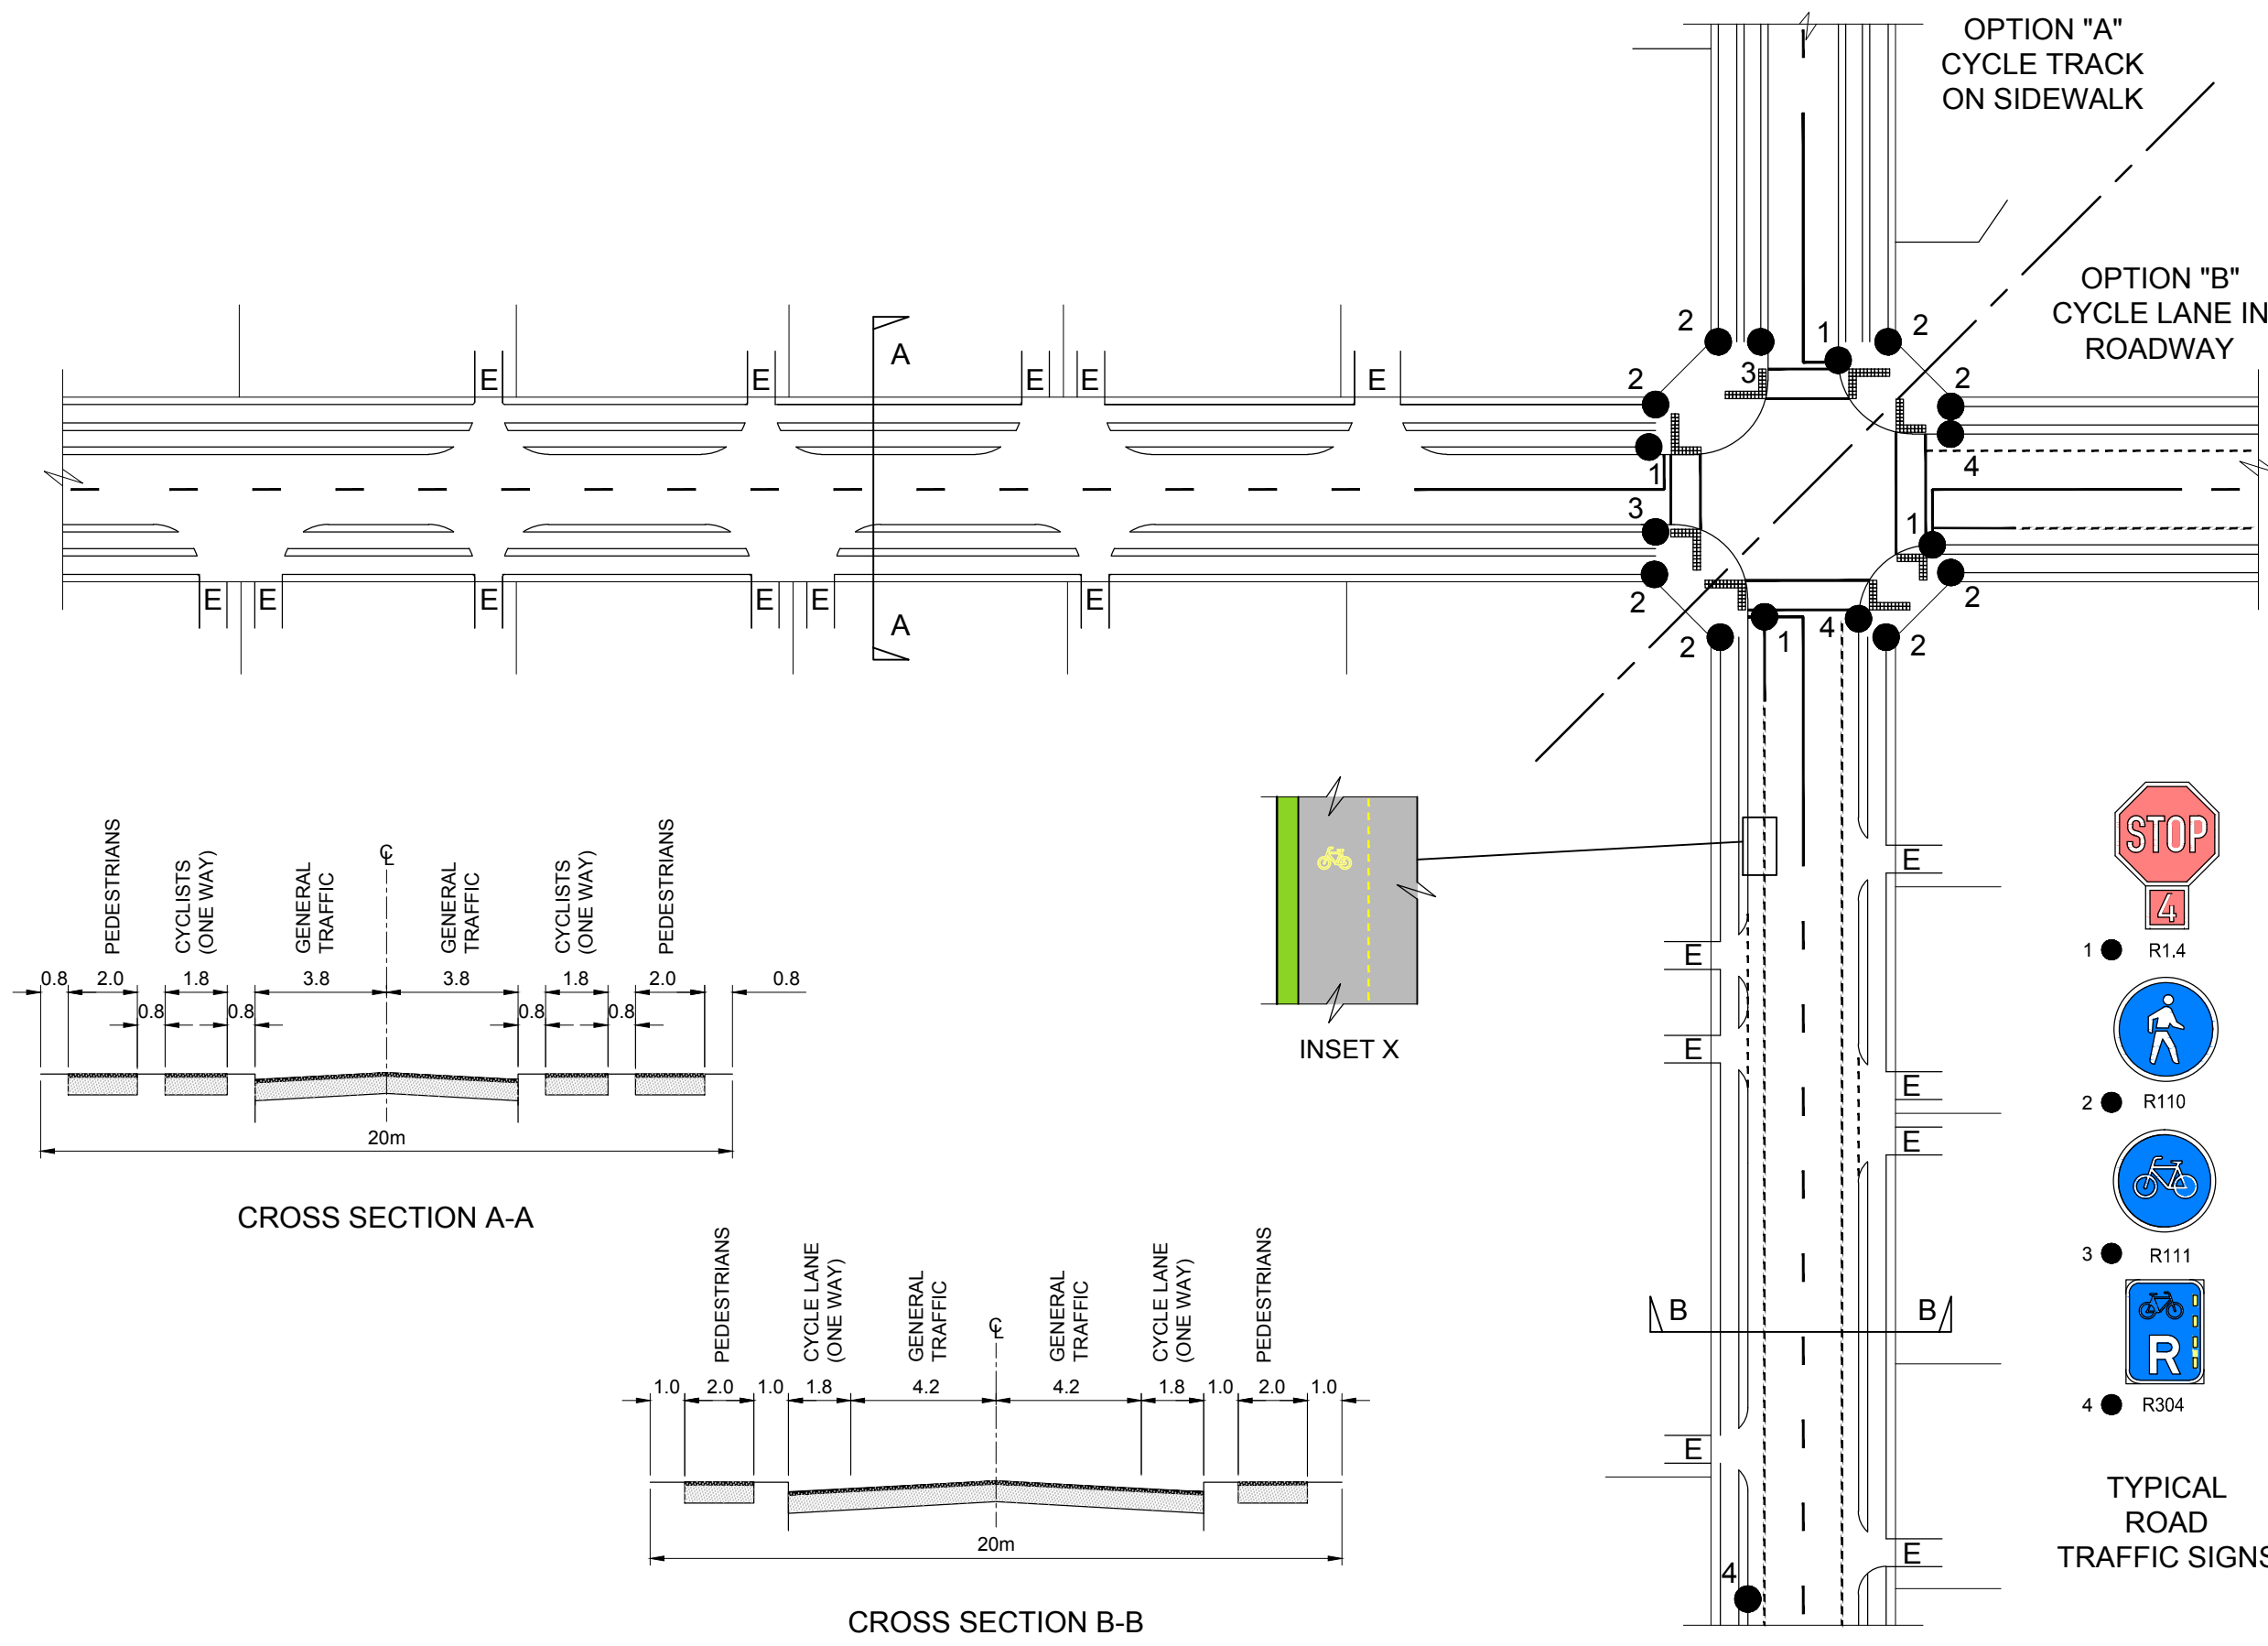 OPTION "A"
CYCLE TRACK
ON SIDEWALK
OPTION "B"
CYCLE LANE IN
ROADWAY
2
3
1
2
2
2
A
E
E
E
E
E
1
4
3
1
A
E
E
E
E
E
E
2
2
2
1
4
2
E
E
E
E
E
E
E
B
B
4
INSET X
PEDESTRIANS
CYCLISTS
(ONE WAY)
GENERAL
TRAFFIC
℄
GENERAL
TRAFFIC
CYCLISTS
(ONE WAY)
PEDESTRIANS
0.8 2.0 1.8 3.8 3.8 1.8 2.0 0.8
0.8 0.8 0.8 0.8
20m
CROSS SECTION A-A
PEDESTRIANS
CYCLE LANE
(ONE WAY)
GENERAL
TRAFFIC
℄
GENERAL
TRAFFIC
CYCLE LANE
(ONE WAY)
PEDESTRIANS
1.0 2.0 1.0 1.8 4.2 4.2 1.8 1.0 2.0 1.0
20m
CROSS SECTION B-B
STOP
4
1 R1.4
2 R110
3 R111
R
4 R304
TYPICAL
ROAD
TRAFFIC SIGNS